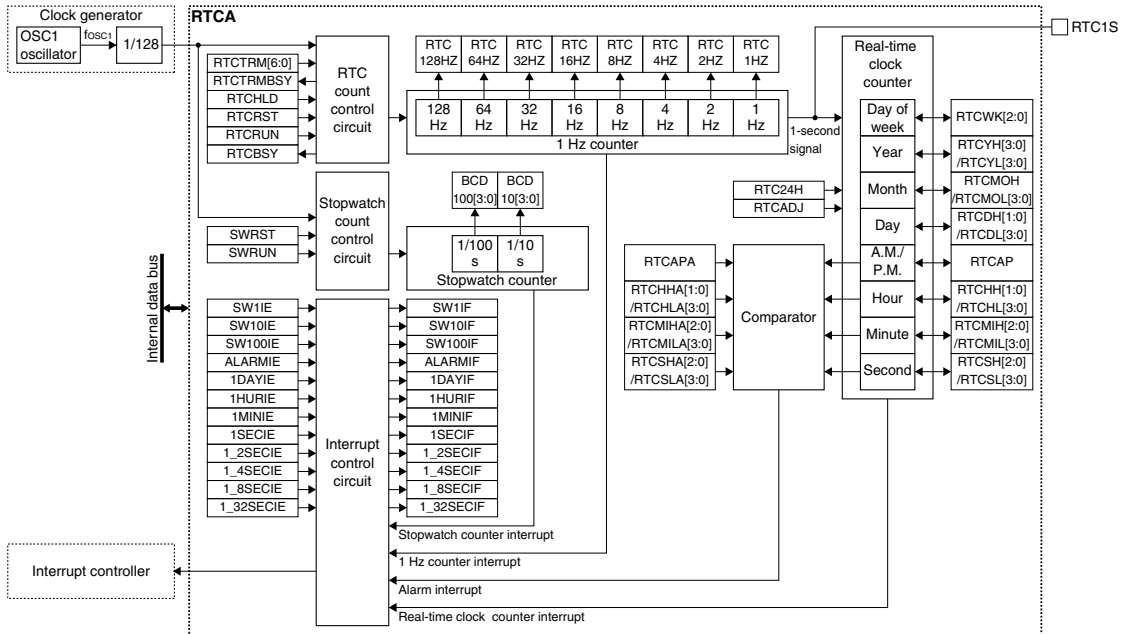 Clock generator
OSC1
oscillator
fOSC1
1/128
RTCA
RTCTRM[6:0]
RTCTRMBSY
RTCHLD
RTCRST
RTCRUN
RTCBSY
RTC
count
control
circuit
RTC
128HZ
RTC
64HZ
RTC
32HZ
RTC
16HZ
RTC
8HZ
RTC
4HZ
RTC
2HZ
RTC
1HZ
128
Hz
64
Hz
32
Hz
16
Hz
8
Hz
4
Hz
2
Hz
1
Hz
1 Hz counter
1-second
signal
RTC1S
Real-time
clock
counter
Day of
week
Year
Month
Day
A.M./
P.M.
Hour
Minute
Second
RTCWK[2:0]
RTCYH[3:0]
/RTCYL[3:0]
RTCMOH
/RTCMOL[3:0]
RTCDH[1:0]
/RTCDL[3:0]
RTCAP
RTCHH[1:0]
/RTCHL[3:0]
RTCMIH[2:0]
/RTCMIL[3:0]
RTCSH[2:0]
/RTCSL[3:0]
RTC24H
RTCADJ
SWRST
SWRUN
Stopwatch
count
control
circuit
BCD
100[3:0]
BCD
10[3:0]
1/100
s
1/10
s
Stopwatch counter
RTCAPA
RTCHHA[1:0]
/RTCHLA[3:0]
RTCMIHA[2:0]
/RTCMILA[3:0]
RTCSHA[2:0]
/RTCSLA[3:0]
Comparator
Internal data bus
SW1IE
SW10IE
SW100IE
ALARMIE
1DAYIE
1HURIE
1MINIE
1SECIE
1_2SECIE
1_4SECIE
1_8SECIE
1_32SECIE
Interrupt
control
circuit
SW1IF
SW10IF
SW100IF
ALARMIF
1DAYIF
1HURIF
1MINIF
1SECIF
1_2SECIF
1_4SECIF
1_8SECIF
1_32SECIF
Stopwatch counter interrupt
1 Hz counter interrupt
Alarm interrupt
Real-time clock counter interrupt
Interrupt controller